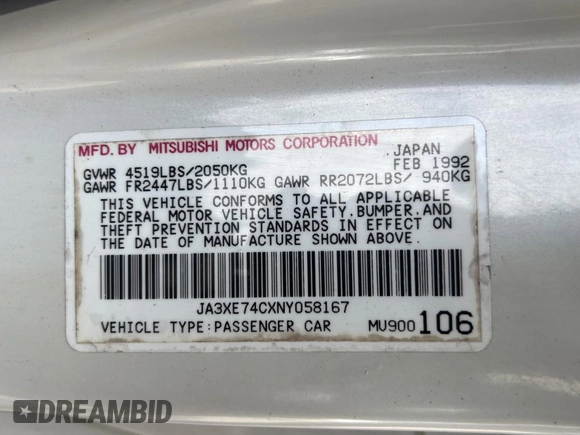 MFD. BY MITSUBISHI MOTORS CORPORATION JAPAN
GVWR 4519LBS/2050KG FEB 1992
GAWR FR2447LBS/1110KG GAWR RR2072LBS/ 940KG
THIS VEHICLE CONFORMS TO ALL APPLICABLE
FEDERAL MOTOR VEHICLE SAFETY,BUMPER,AND
THEFT PREVENTION STANDARDS IN EFFECT ON
THE DATE OF MANUFACTURE SHOWN ABOVE.
JA3XE74CXNY058167
VEHICLE TYPE:PASSENGER CAR MU900 106
DREAMBID